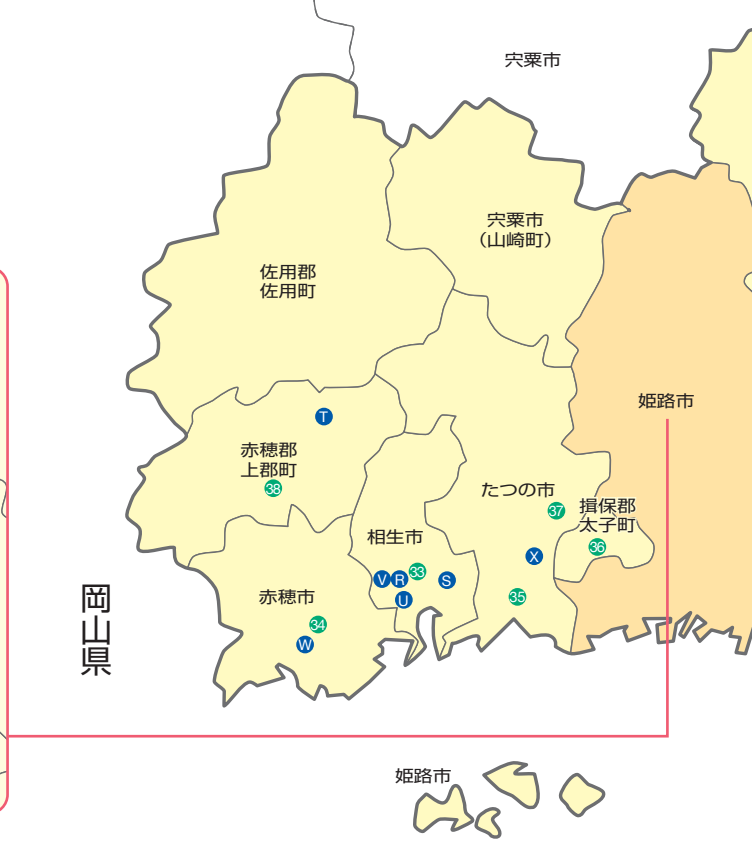 宍粟市
宍粟市
（山崎町）
佐用郡
佐用町
姫路市
T
赤穂郡
上郡町
38
たつの市
37
揖保郡
太子町
36
相生市
V
R
33
S
X
U
35
赤穂市
34
W
岡山県
姫路市